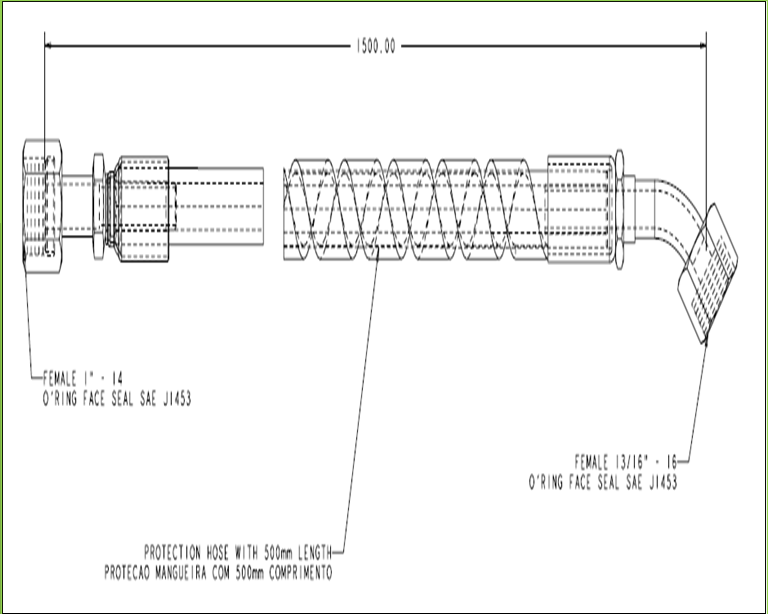 1500.00
FEMALE 1" - 14
O'RING FACE SEAL SAE J1453
FEMALE 13/16" - 16
O'RING FACE SEAL SAE J1453
PROTECTION HOSE WITH 500mm LENGTH
PROTECAO MANGUEIRA COM 500mm COMPRIMENTO